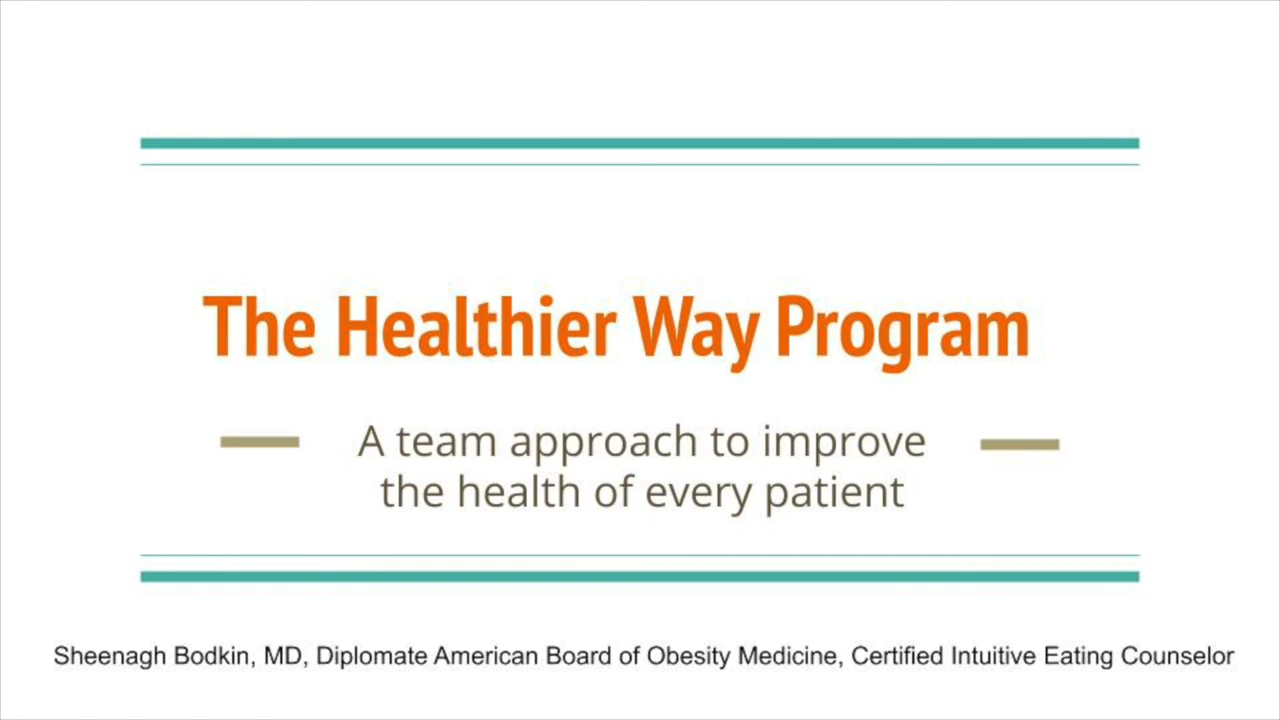 The Healthier Way Program
A team approach to improve
the health of every patient
Sheenagh Bodkin, MD, Diplomate American Board of Obesity Medicine, Certified Intuitive Eating Counselor